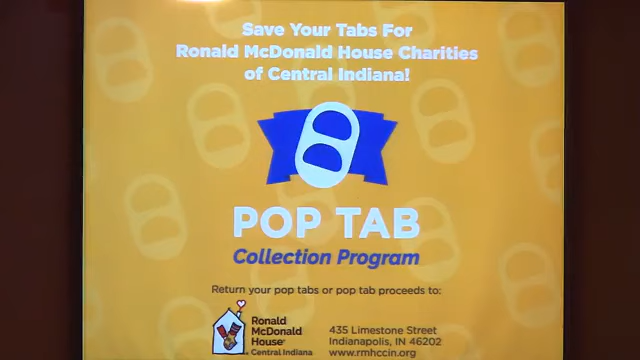 Save Your Tabs For
Ronald McDonald House Charities
of Central Indiana!
POP TAB
Collection Program
Return your pop tabs or pop tab proceeds to:
Ronald
McDonald
House
Central Indiana
435 Limestone Street
Indianapolis, IN 46202
www.rmhccin.org